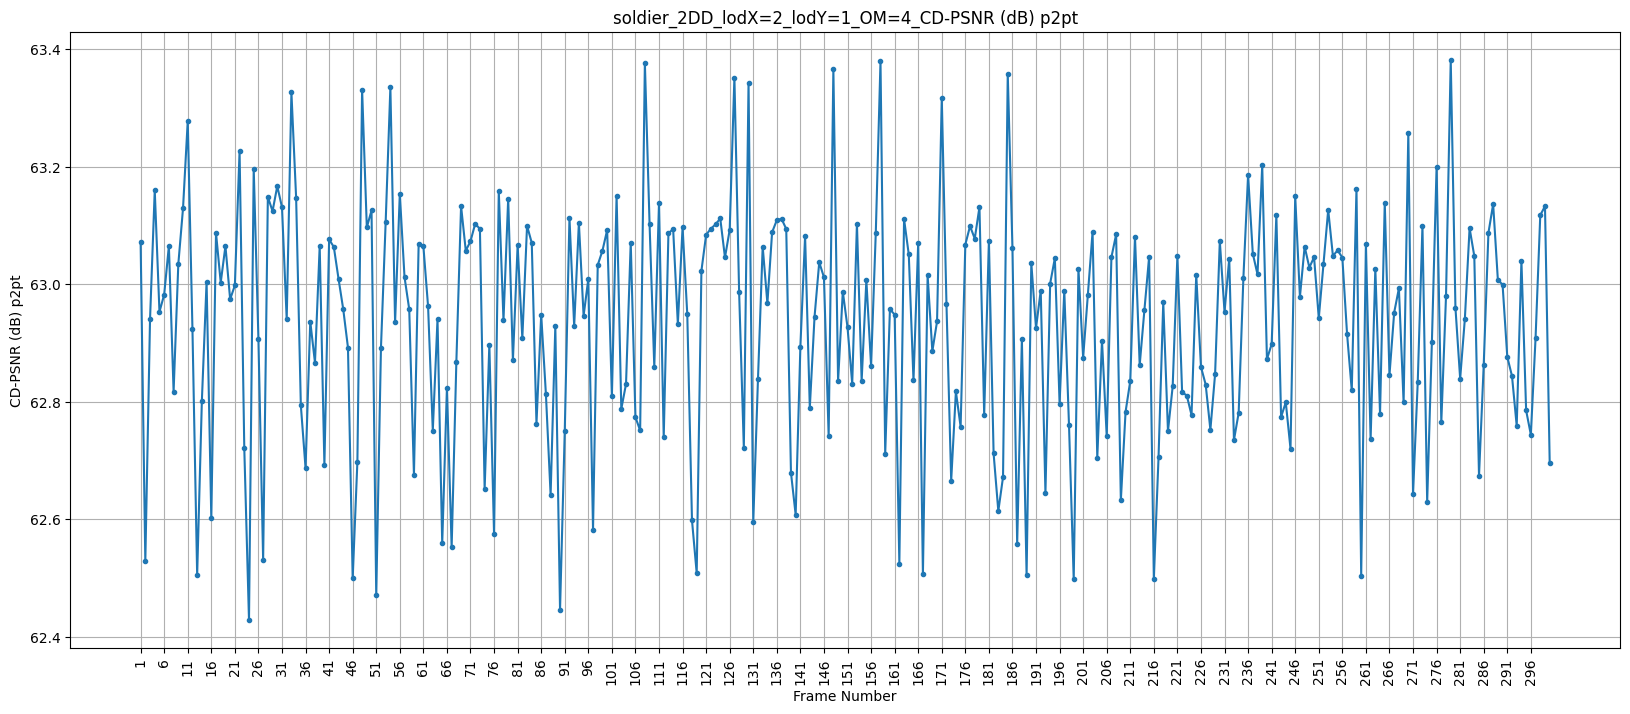 soldier_2DD_lodX=2_lodY=1_OM=4_CD-PSNR (dB) p2pt
CD-PSNR (dB) p2pt
63.4
63.2
63.0
62.8
62.6
62.4
1 6 11 16 21 26 31 36 41 46 51 56 61 66 71 76 81 86 91 96 101 106 111 116 121 126 131 136 141 146 151 156 161 166 171 176 181 186 191 196 201 206 211 216 221 226 231 236 241 246 251 256 261 266 271 276 281 286 291 296
Frame Number